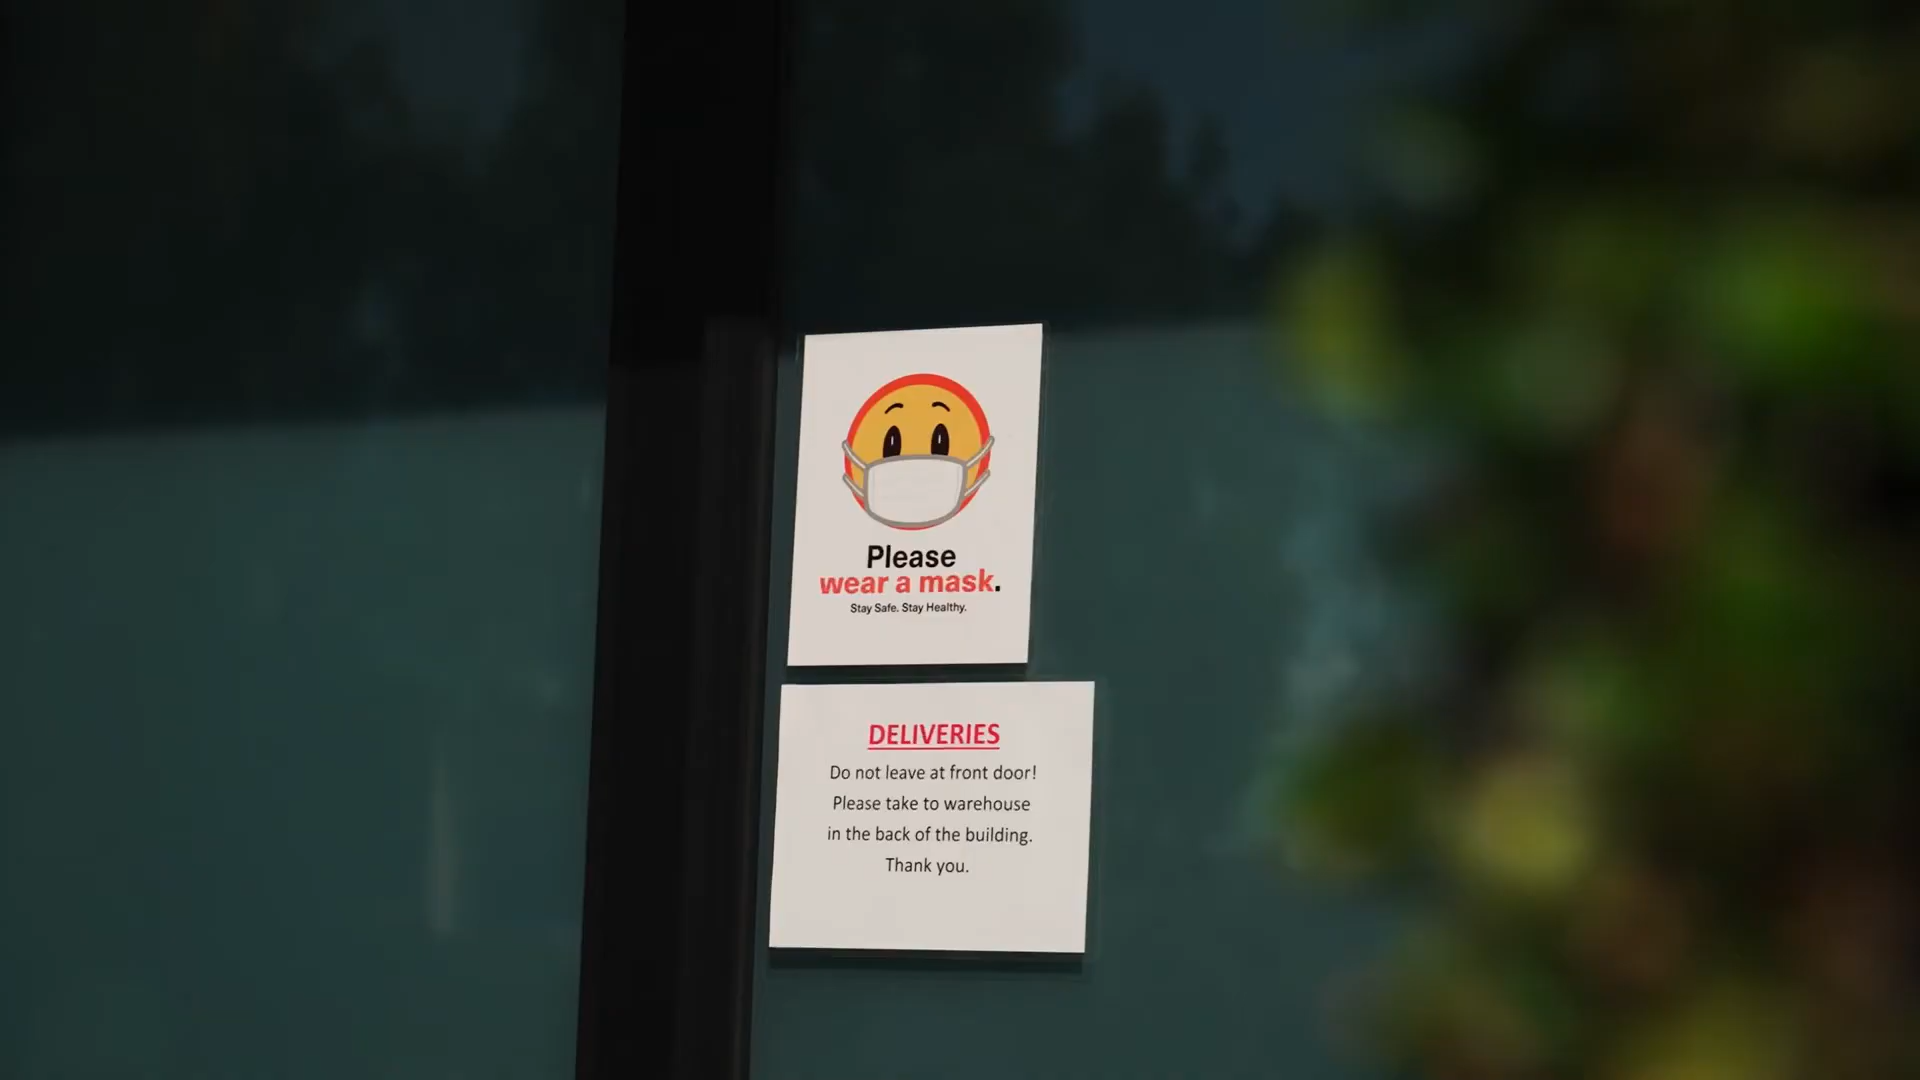 Please
wear a mask.
Stay Safe. Stay Healthy.
DELIVERIES
Do not leave at front door!
Please take to warehouse
in the back of the building.
Thank you.